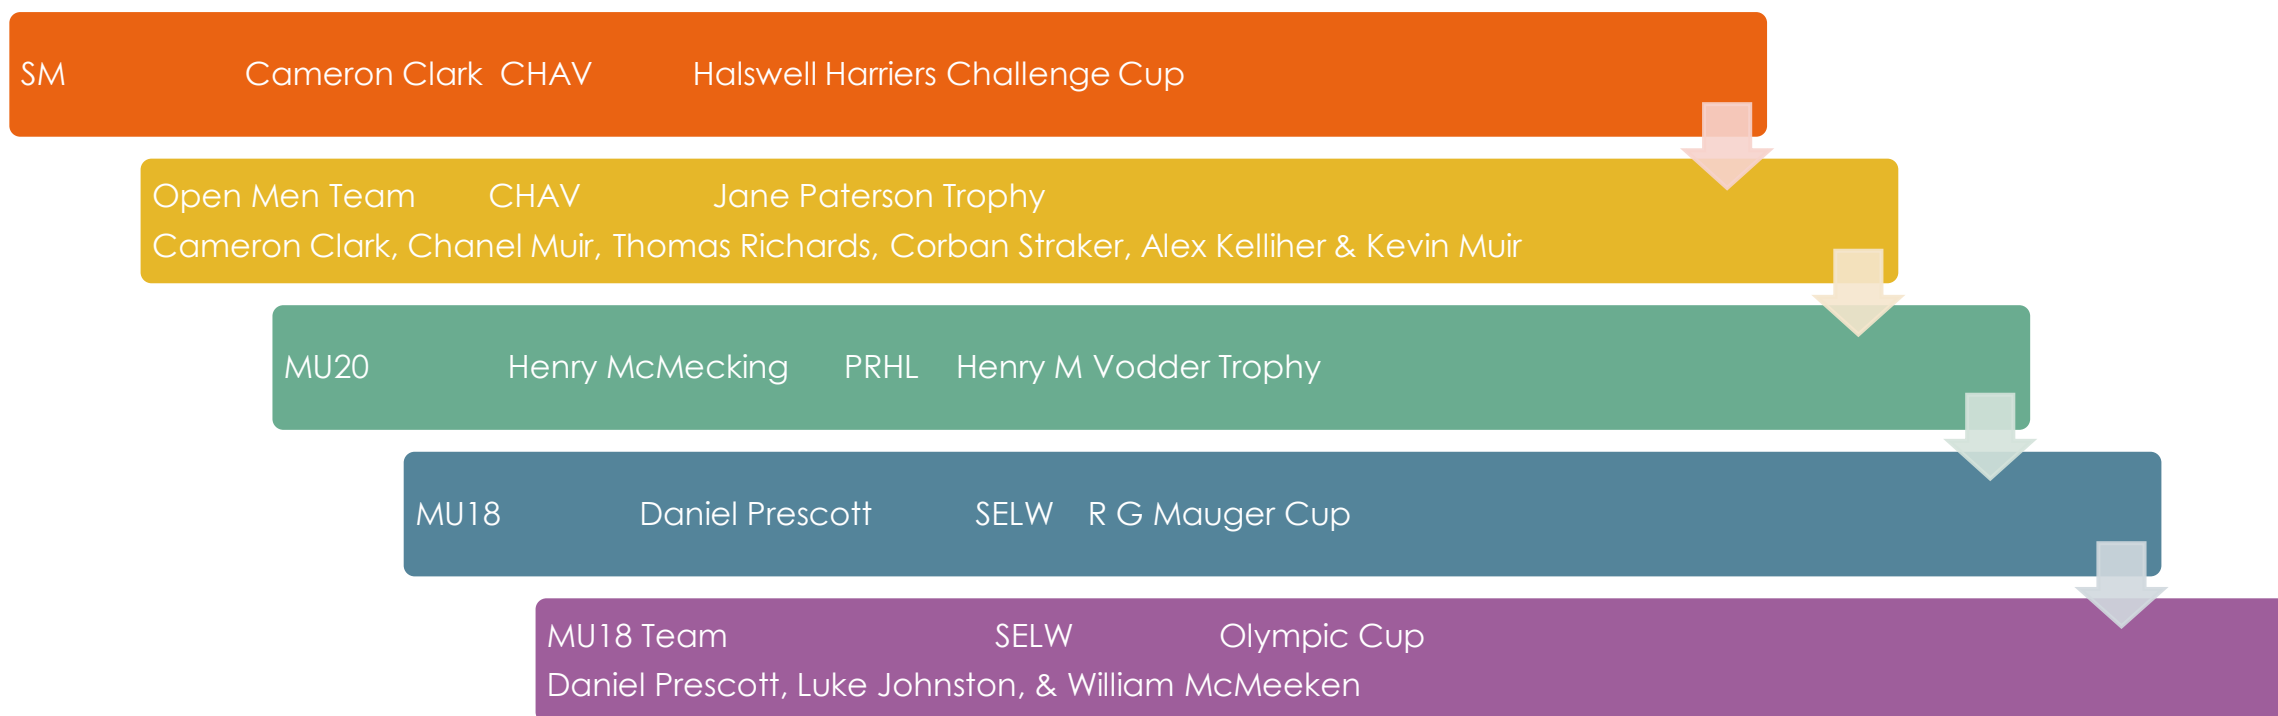 SM Cameron Clark CHAV Halswell Harriers Challenge Cup
Open Men Team CHAV Jane Paterson Trophy
Cameron Clark, Chanel Muir, Thomas Richards, Corban Straker, Alex Kelliher & Kevin Muir
MU20 Henry McMecking PRHL Henry M Vodder Trophy
MU18 Daniel Prescott SELW R G Mauger Cup
MU18 Team SELW Olympic Cup
Daniel Prescott, Luke Johnston, & William McMeeken